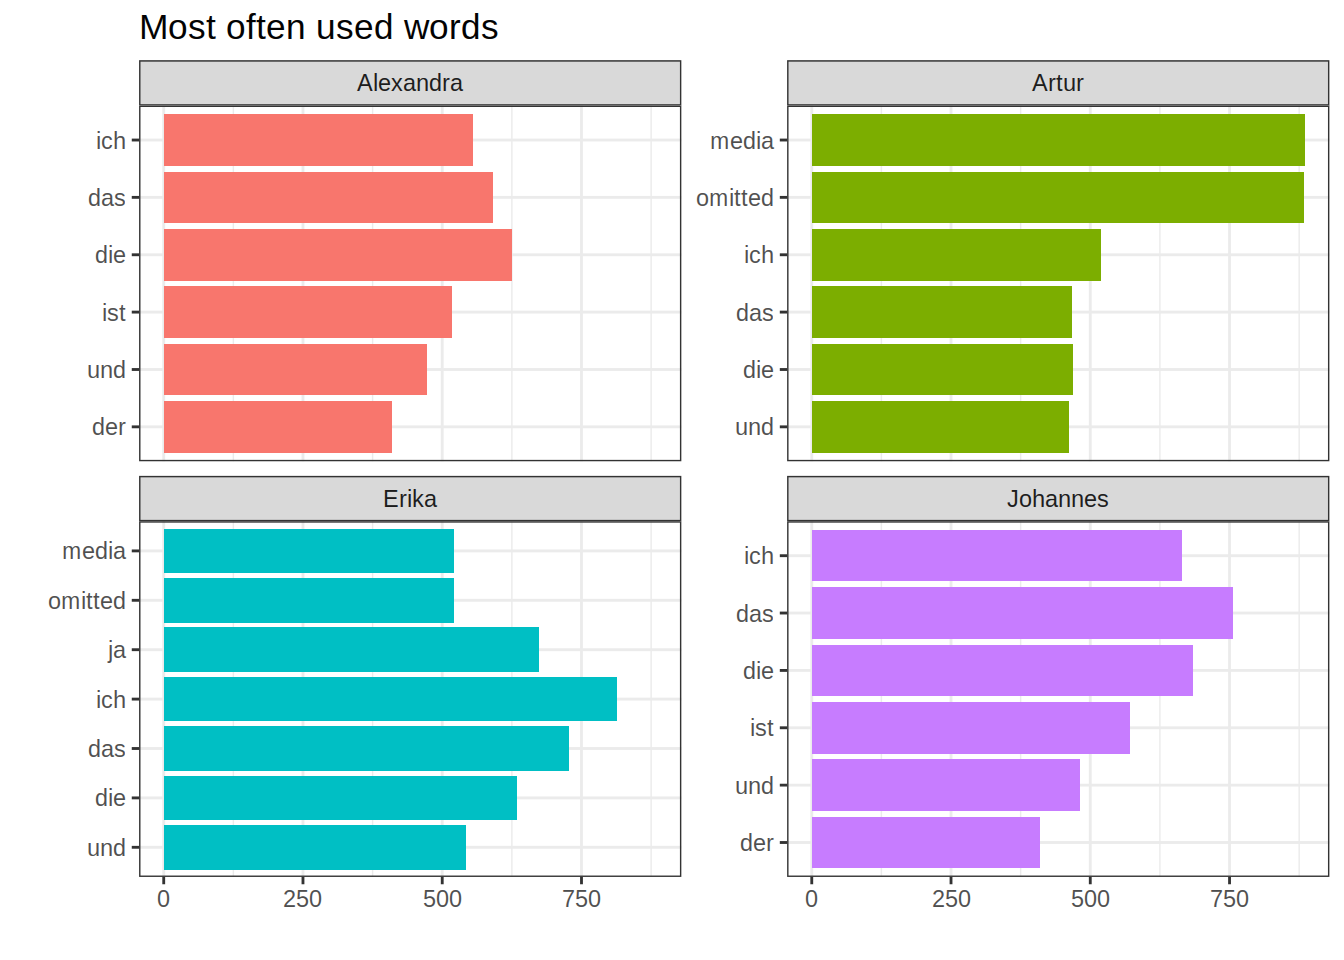 Most often used words
Alexandra
ich
das
die
ist
und
der
Artur
media
omitted
ich
das
die
und
Erika
media
omitted
ja
ich
das
die
und
0 250 500 750
Johannes
ich
das
die
ist
und
der
0 250 500 750